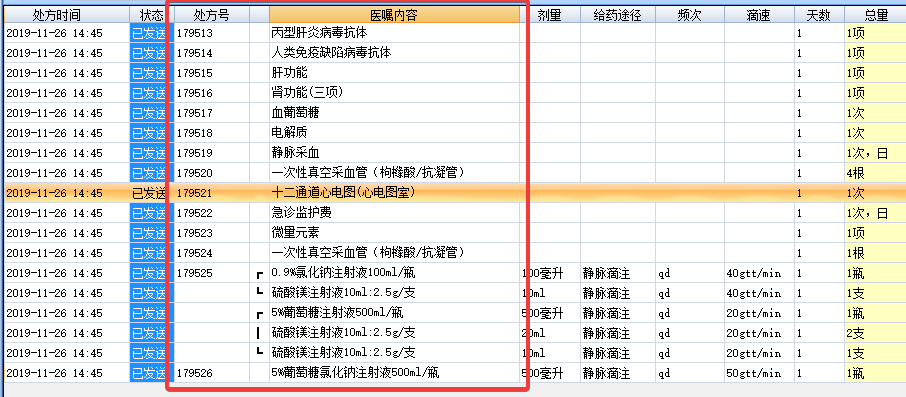 处方时间 状态 处方号 医嘱内容 剂量 给药途径 频次 滴速 天数 总量
2019-11-26 14:45 已发送 179513 丙型肝炎病毒抗体 1 1项
2019-11-26 14:45 已发送 179514 人类免疫缺陷病毒抗体 1 1项
2019-11-26 14:45 已发送 179515 肝功能 1 1项
2019-11-26 14:45 已发送 179516 肾功能(三项) 1 1项
2019-11-26 14:45 已发送 179517 血葡萄糖 1 1次
2019-11-26 14:45 已发送 179518 电解质 1 1次
2019-11-26 14:45 已发送 179519 静脉采血 1 1次，日
2019-11-26 14:45 已发送 179520 一次性真空采血管（枸橼酸/抗凝管） 1 4根
2019-11-26 14:45 已发送 179521 十二通道心电图(心电图室) 1 1次
2019-11-26 14:45 已发送 179522 急诊监护费 1 1次，日
2019-11-26 14:45 已发送 179523 微量元素 1 1项
2019-11-26 14:45 已发送 179524 一次性真空采血管（枸橼酸/抗凝管） 1 1根
2019-11-26 14:45 已发送 179525 ┏ 0.9%氯化钠注射液100ml/瓶 100毫升 静脉滴注 qd 40gtt/min 1 1瓶
2019-11-26 14:45 已发送 ┗ 硫酸镁注射液10ml:2.5g/支 10ml 静脉滴注 qd 40gtt/min 1 1支
2019-11-26 14:45 已发送 ┏ 5%葡萄糖注射液500ml/瓶 500毫升 静脉滴注 qd 20gtt/min 1 1瓶
2019-11-26 14:45 已发送 ┃ 硫酸镁注射液10ml:2.5g/支 20ml 静脉滴注 qd 20gtt/min 1 2支
2019-11-26 14:45 已发送 ┗ 硫酸镁注射液10ml:2.5g/支 10ml 静脉滴注 qd 20gtt/min 1 1支
2019-11-26 14:45 已发送 179526 5%葡萄糖氯化钠注射液500ml/瓶 500毫升 静脉滴注 qd 50gtt/min 1 1瓶